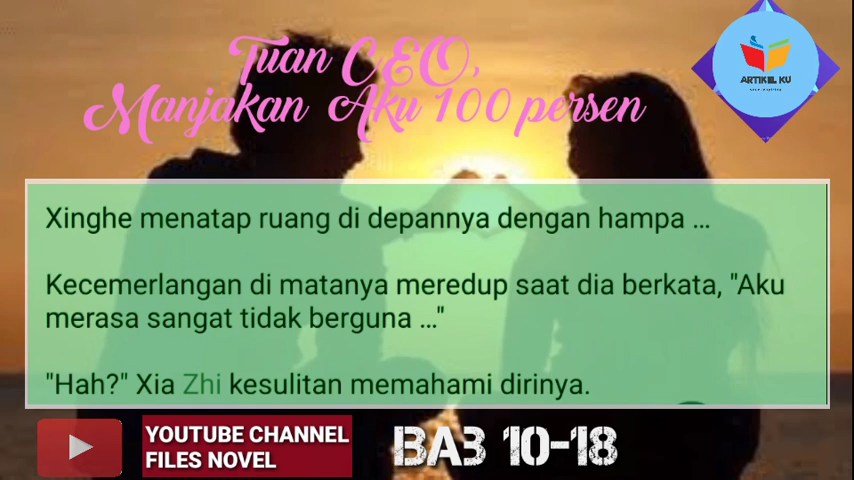 Tuan CEO,
Manjakan Aku 100 persen
ARTIKEL KU
Xinghe menatap ruang di depannya dengan hampa ...
Kecemerlangan di matanya meredup saat dia berkata, "Aku
merasa sangat tidak berguna ..."
"Hah?" Xia Zhi kesulitan memahami dirinya.
YOUTUBE CHANNEL
FILES NOVEL
BAB 10-18